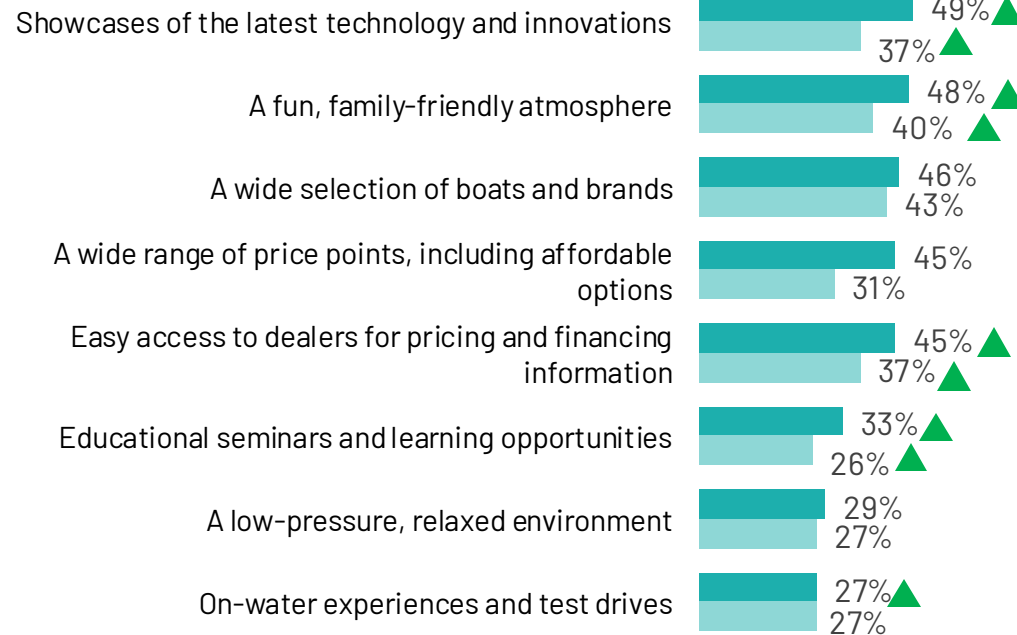 Showcases of the latest technology and innovations
49%
37%
A fun, family-friendly atmosphere
48%
40%
A wide selection of boats and brands
46%
43%
A wide range of price points, including affordable
options
45%
31%
Easy access to dealers for pricing and financing
information
45%
37%
Educational seminars and learning opportunities
33%
26%
A low-pressure, relaxed environment
29%
27%
On-water experiences and test drives
27%
27%